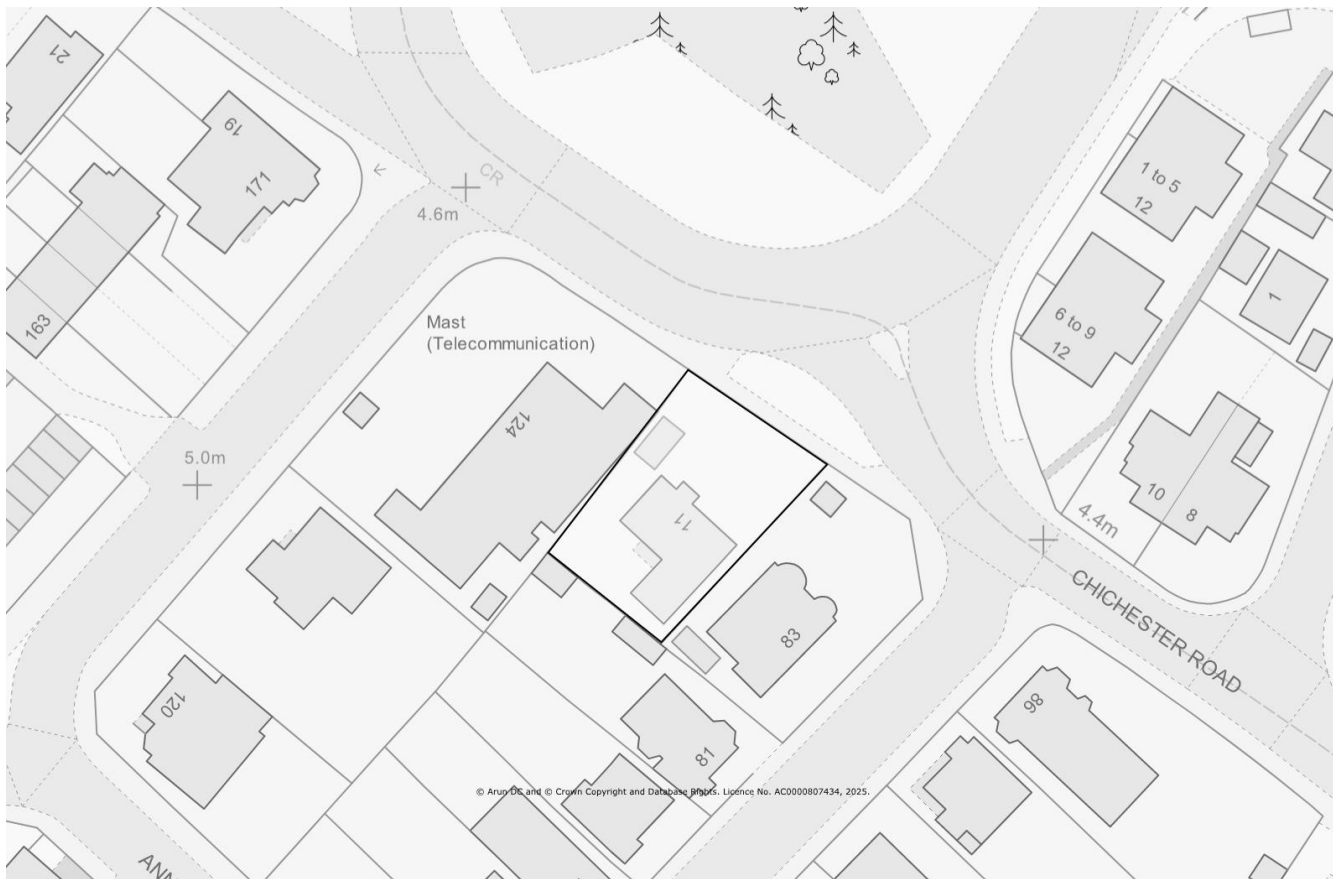 21
19
171
CR
4.6m
1 to 5
12
163
Mast
(Telecommunication)
124
6 to 9
12
1
5.0m
11
10
8
4.4m
CHICHESTER ROAD
83
120
98
81
© Arun DC and © Crown Copyright and Database Rights. Licence No. AC0000807434, 2025.
ANN